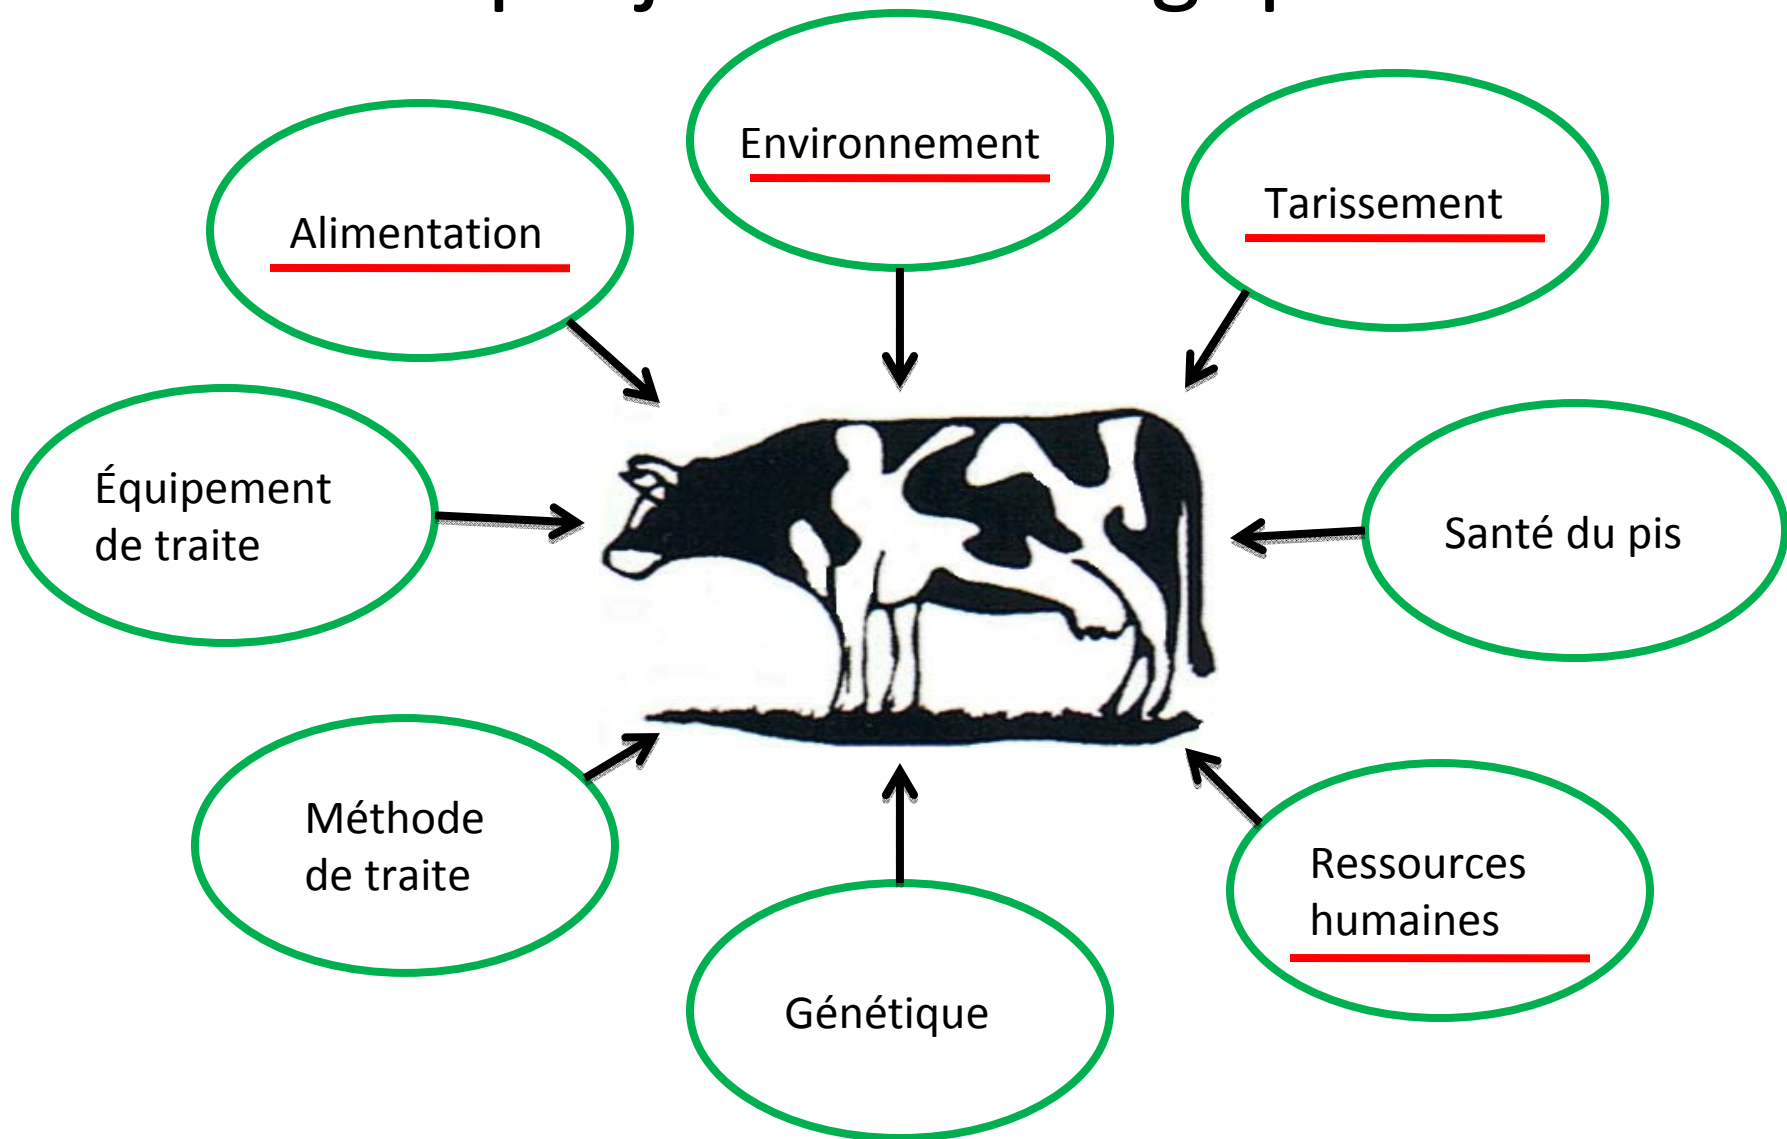 Environnement
Tarissement
Alimentation
Équipement
de traite
Santé du pis
Méthode
de traite
Ressources
humaines
Génétique